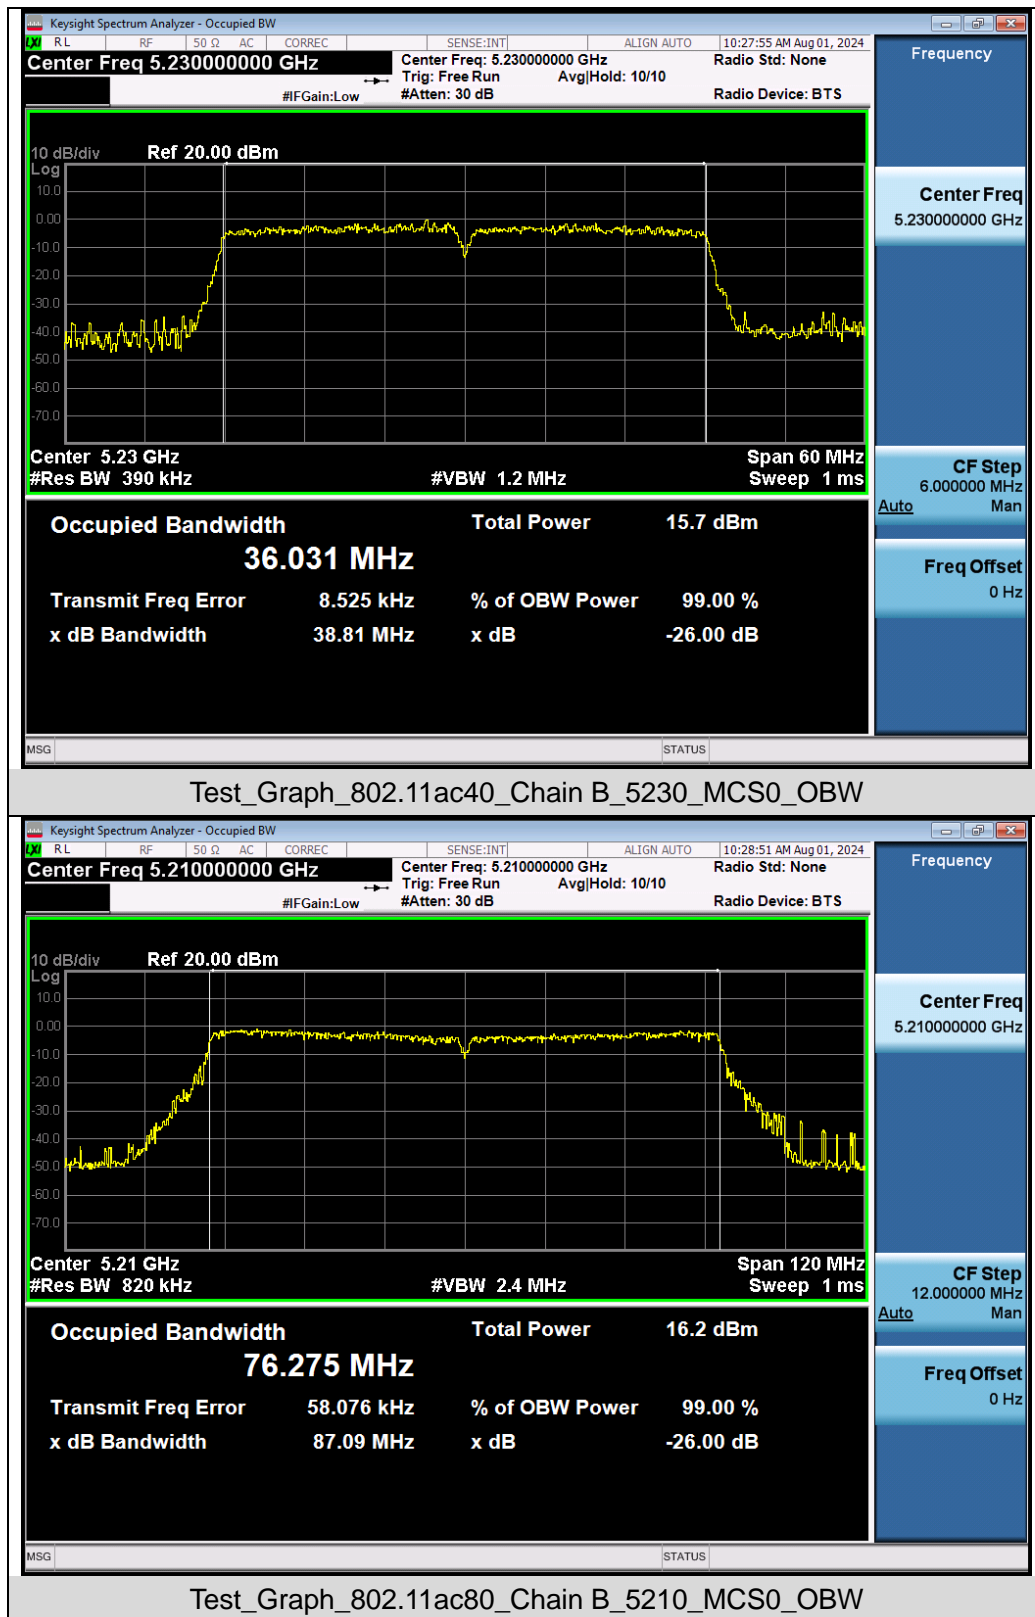 Keysight Spectrum Analyzer - Occupied BW
LXI RL RF 50 Ω AC CORREC SENSE:INT ALIGN AUTO 10:27:55 AM Aug 01, 2024
Center Freq 5.230000000 GHz Center Freq: 5.230000000 GHz Radio Std: None
Trig: Free Run Avg|Hold: 10/10
#IFGain:Low #Atten: 30 dB Radio Device: BTS
Frequency
10 dB/div Ref 20.00 dBm
Log
10.0
0.00
-10.0
-20.0
-30.0
-40.0
-50.0
-60.0
-70.0
Center Freq
5.230000000 GHz
Center 5.23 GHz Span 60 MHz
#Res BW 390 kHz #VBW 1.2 MHz Sweep 1 ms
CF Step
6.000000 MHz
Auto Man
Freq Offset
0 Hz
Occupied Bandwidth Total Power 15.7 dBm
36.031 MHz
Transmit Freq Error 8.525 kHz % of OBW Power 99.00 %
x dB Bandwidth 38.81 MHz x dB -26.00 dB
MSG STATUS
Test_Graph_802.11ac40_Chain B_5230_MCS0_OBW
Keysight Spectrum Analyzer - Occupied BW
LXI RL RF 50 Ω AC CORREC SENSE:INT ALIGN AUTO 10:28:51 AM Aug 01, 2024
Center Freq 5.210000000 GHz Center Freq: 5.210000000 GHz Radio Std: None
Trig: Free Run Avg|Hold: 10/10
#IFGain:Low #Atten: 30 dB Radio Device: BTS
Frequency
10 dB/div Ref 20.00 dBm
Log
10.0
0.00
-10.0
-20.0
-30.0
-40.0
-50.0
-60.0
-70.0
Center Freq
5.210000000 GHz
Center 5.21 GHz Span 120 MHz
#Res BW 820 kHz #VBW 2.4 MHz Sweep 1 ms
CF Step
12.000000 MHz
Auto Man
Freq Offset
0 Hz
Occupied Bandwidth Total Power 16.2 dBm
76.275 MHz
Transmit Freq Error 58.076 kHz % of OBW Power 99.00 %
x dB Bandwidth 87.09 MHz x dB -26.00 dB
MSG STATUS
Test_Graph_802.11ac80_Chain B_5210_MCS0_OBW